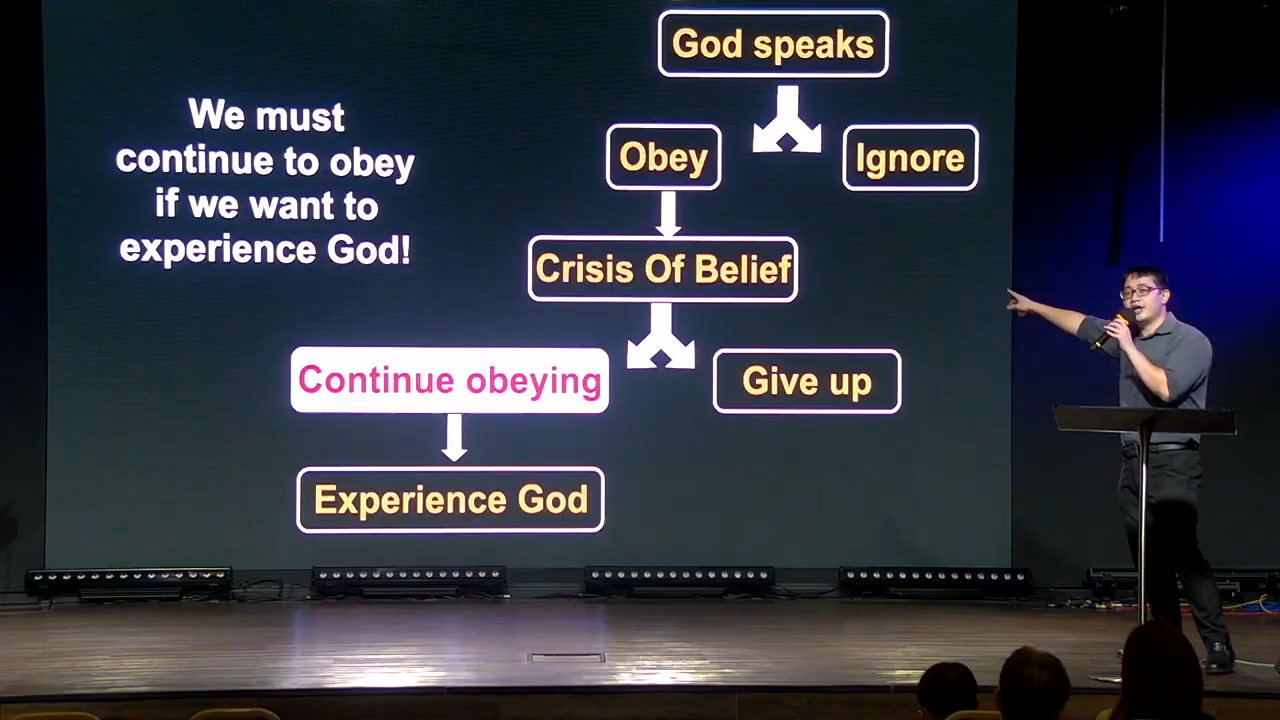 We must
continue to obey
if we want to
experience God!
God speaks
Obey
Ignore
Crisis Of Belief
Continue obeying
Give up
Experience God